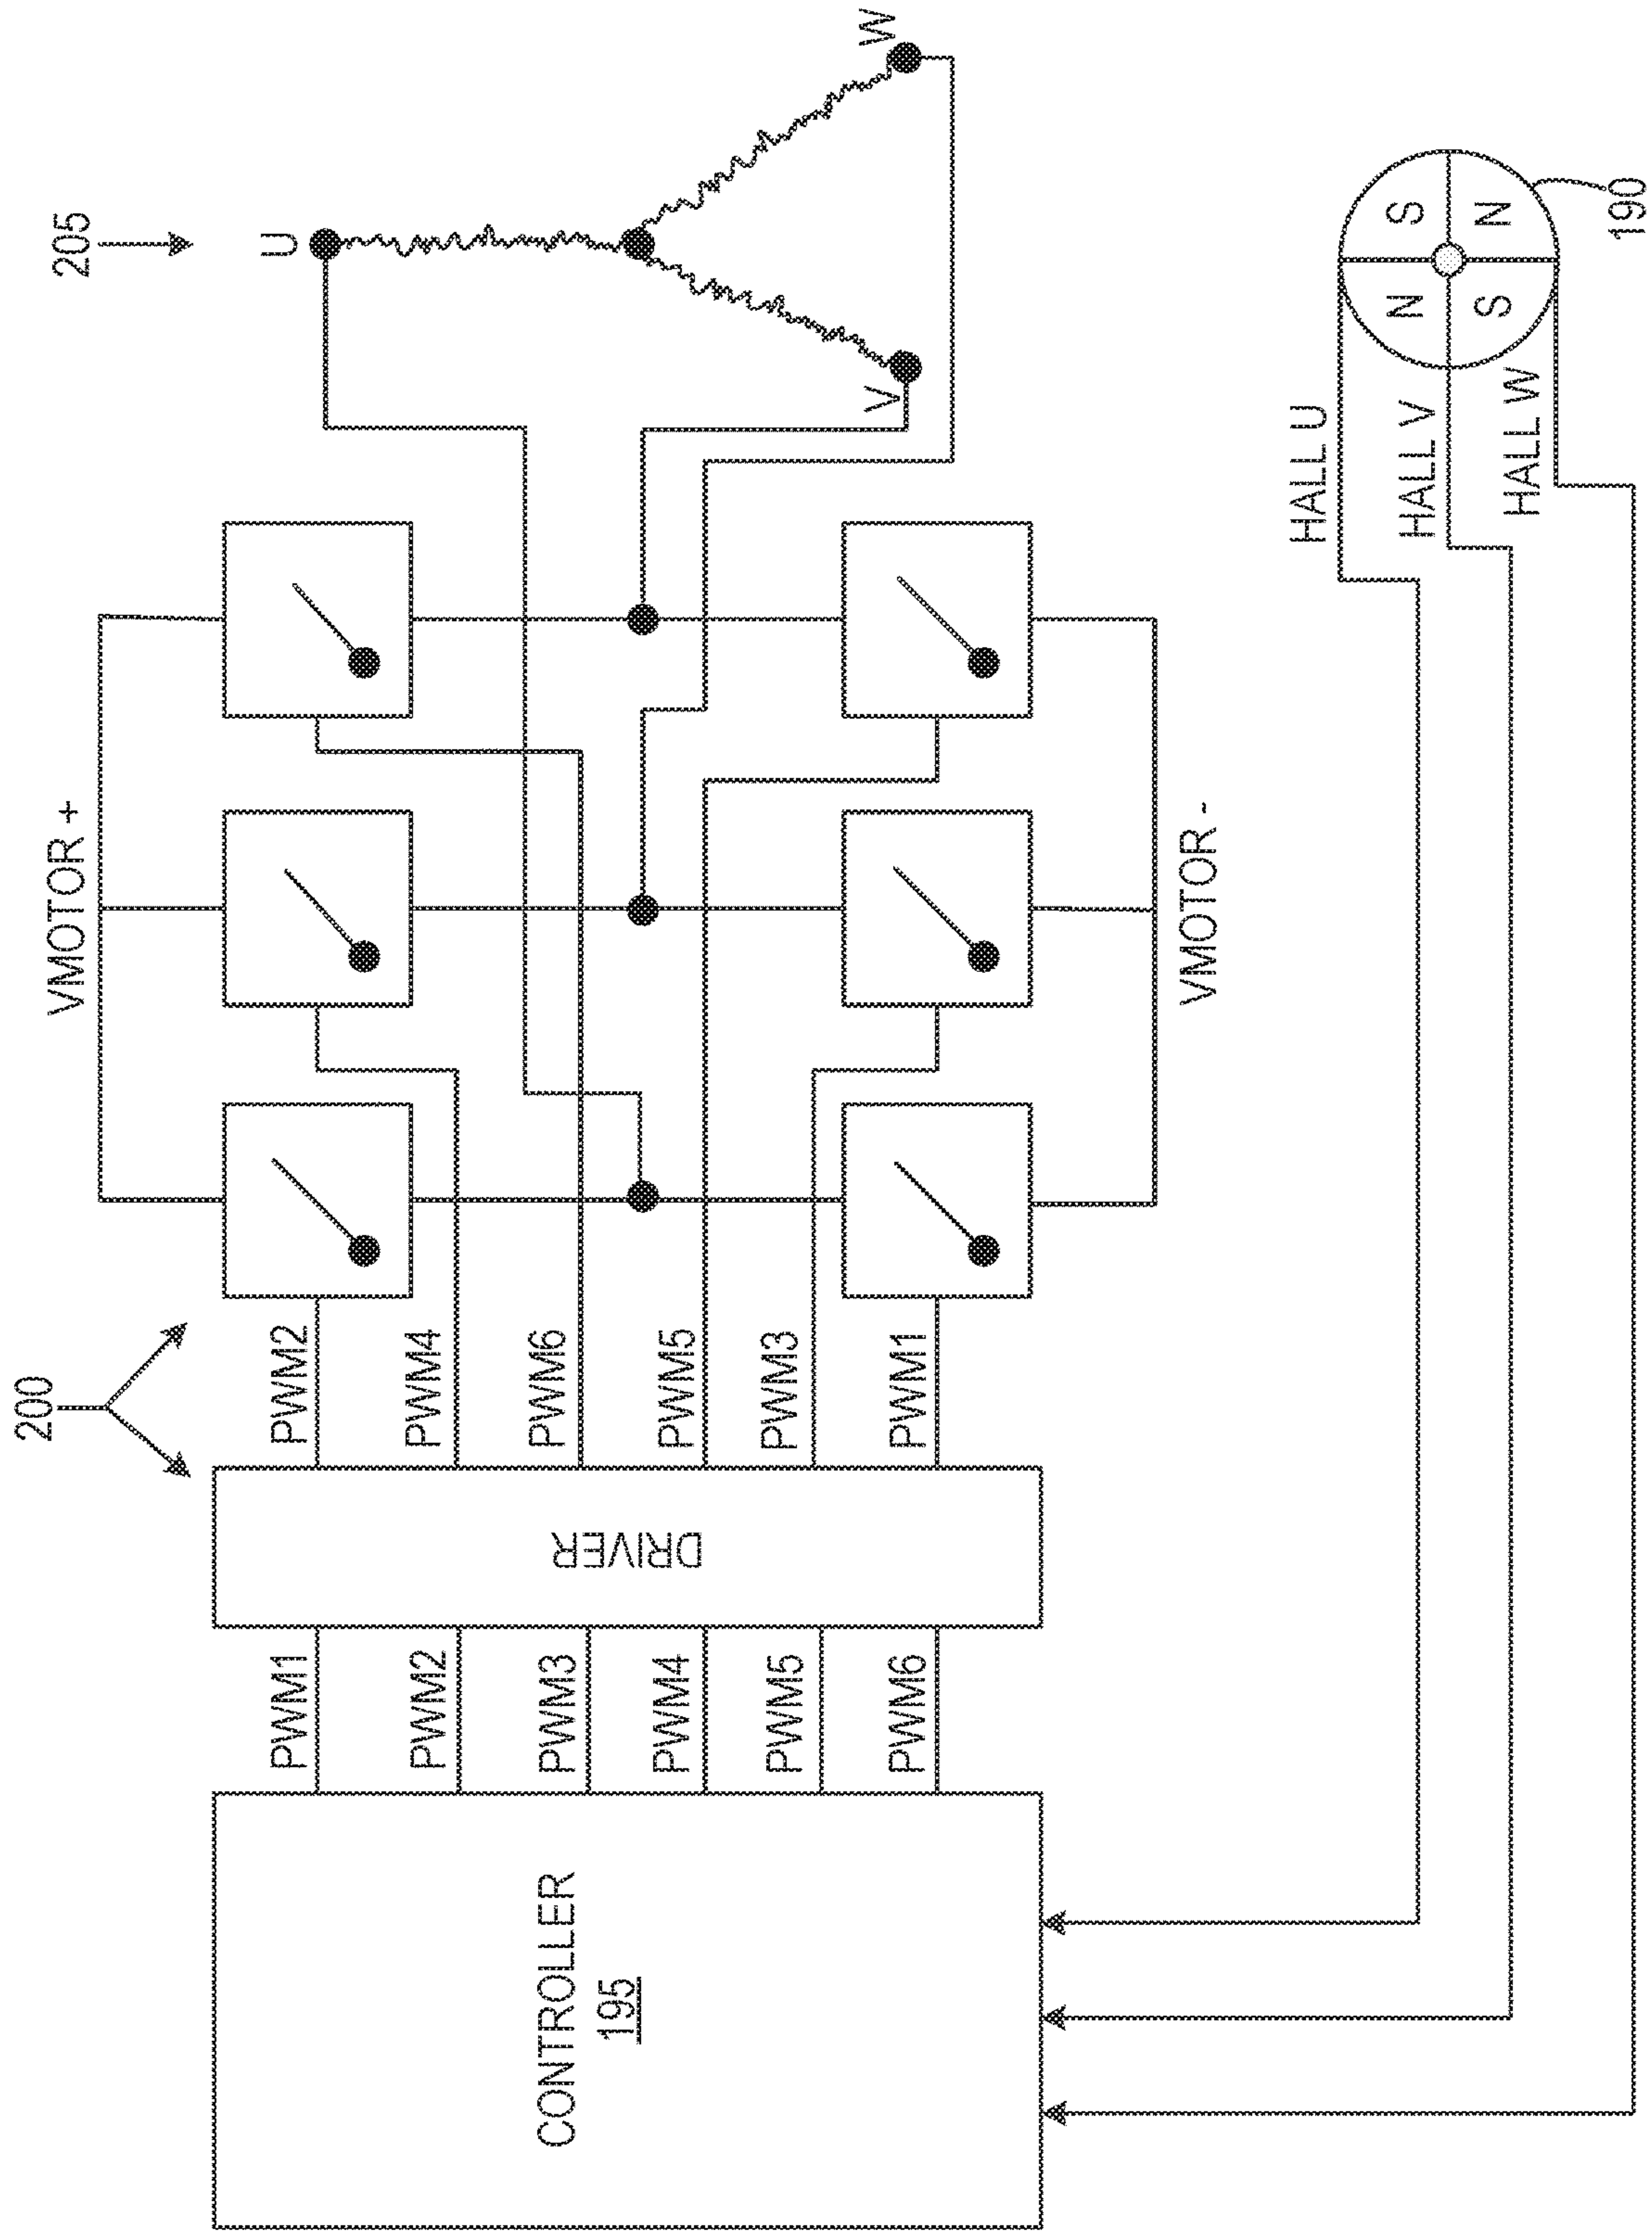 200
205
VMOTOR +
U
V
W
PWM1
PWM2
PWM3
PWM4
PWM5
PWM6
DRIVER
PWM2
PWM4
PWM6
PWM5
PWM3
PWM1
CONTROLLER
195
VMOTOR -
HALL U
HALL V
HALL W
N
S
S
N
190